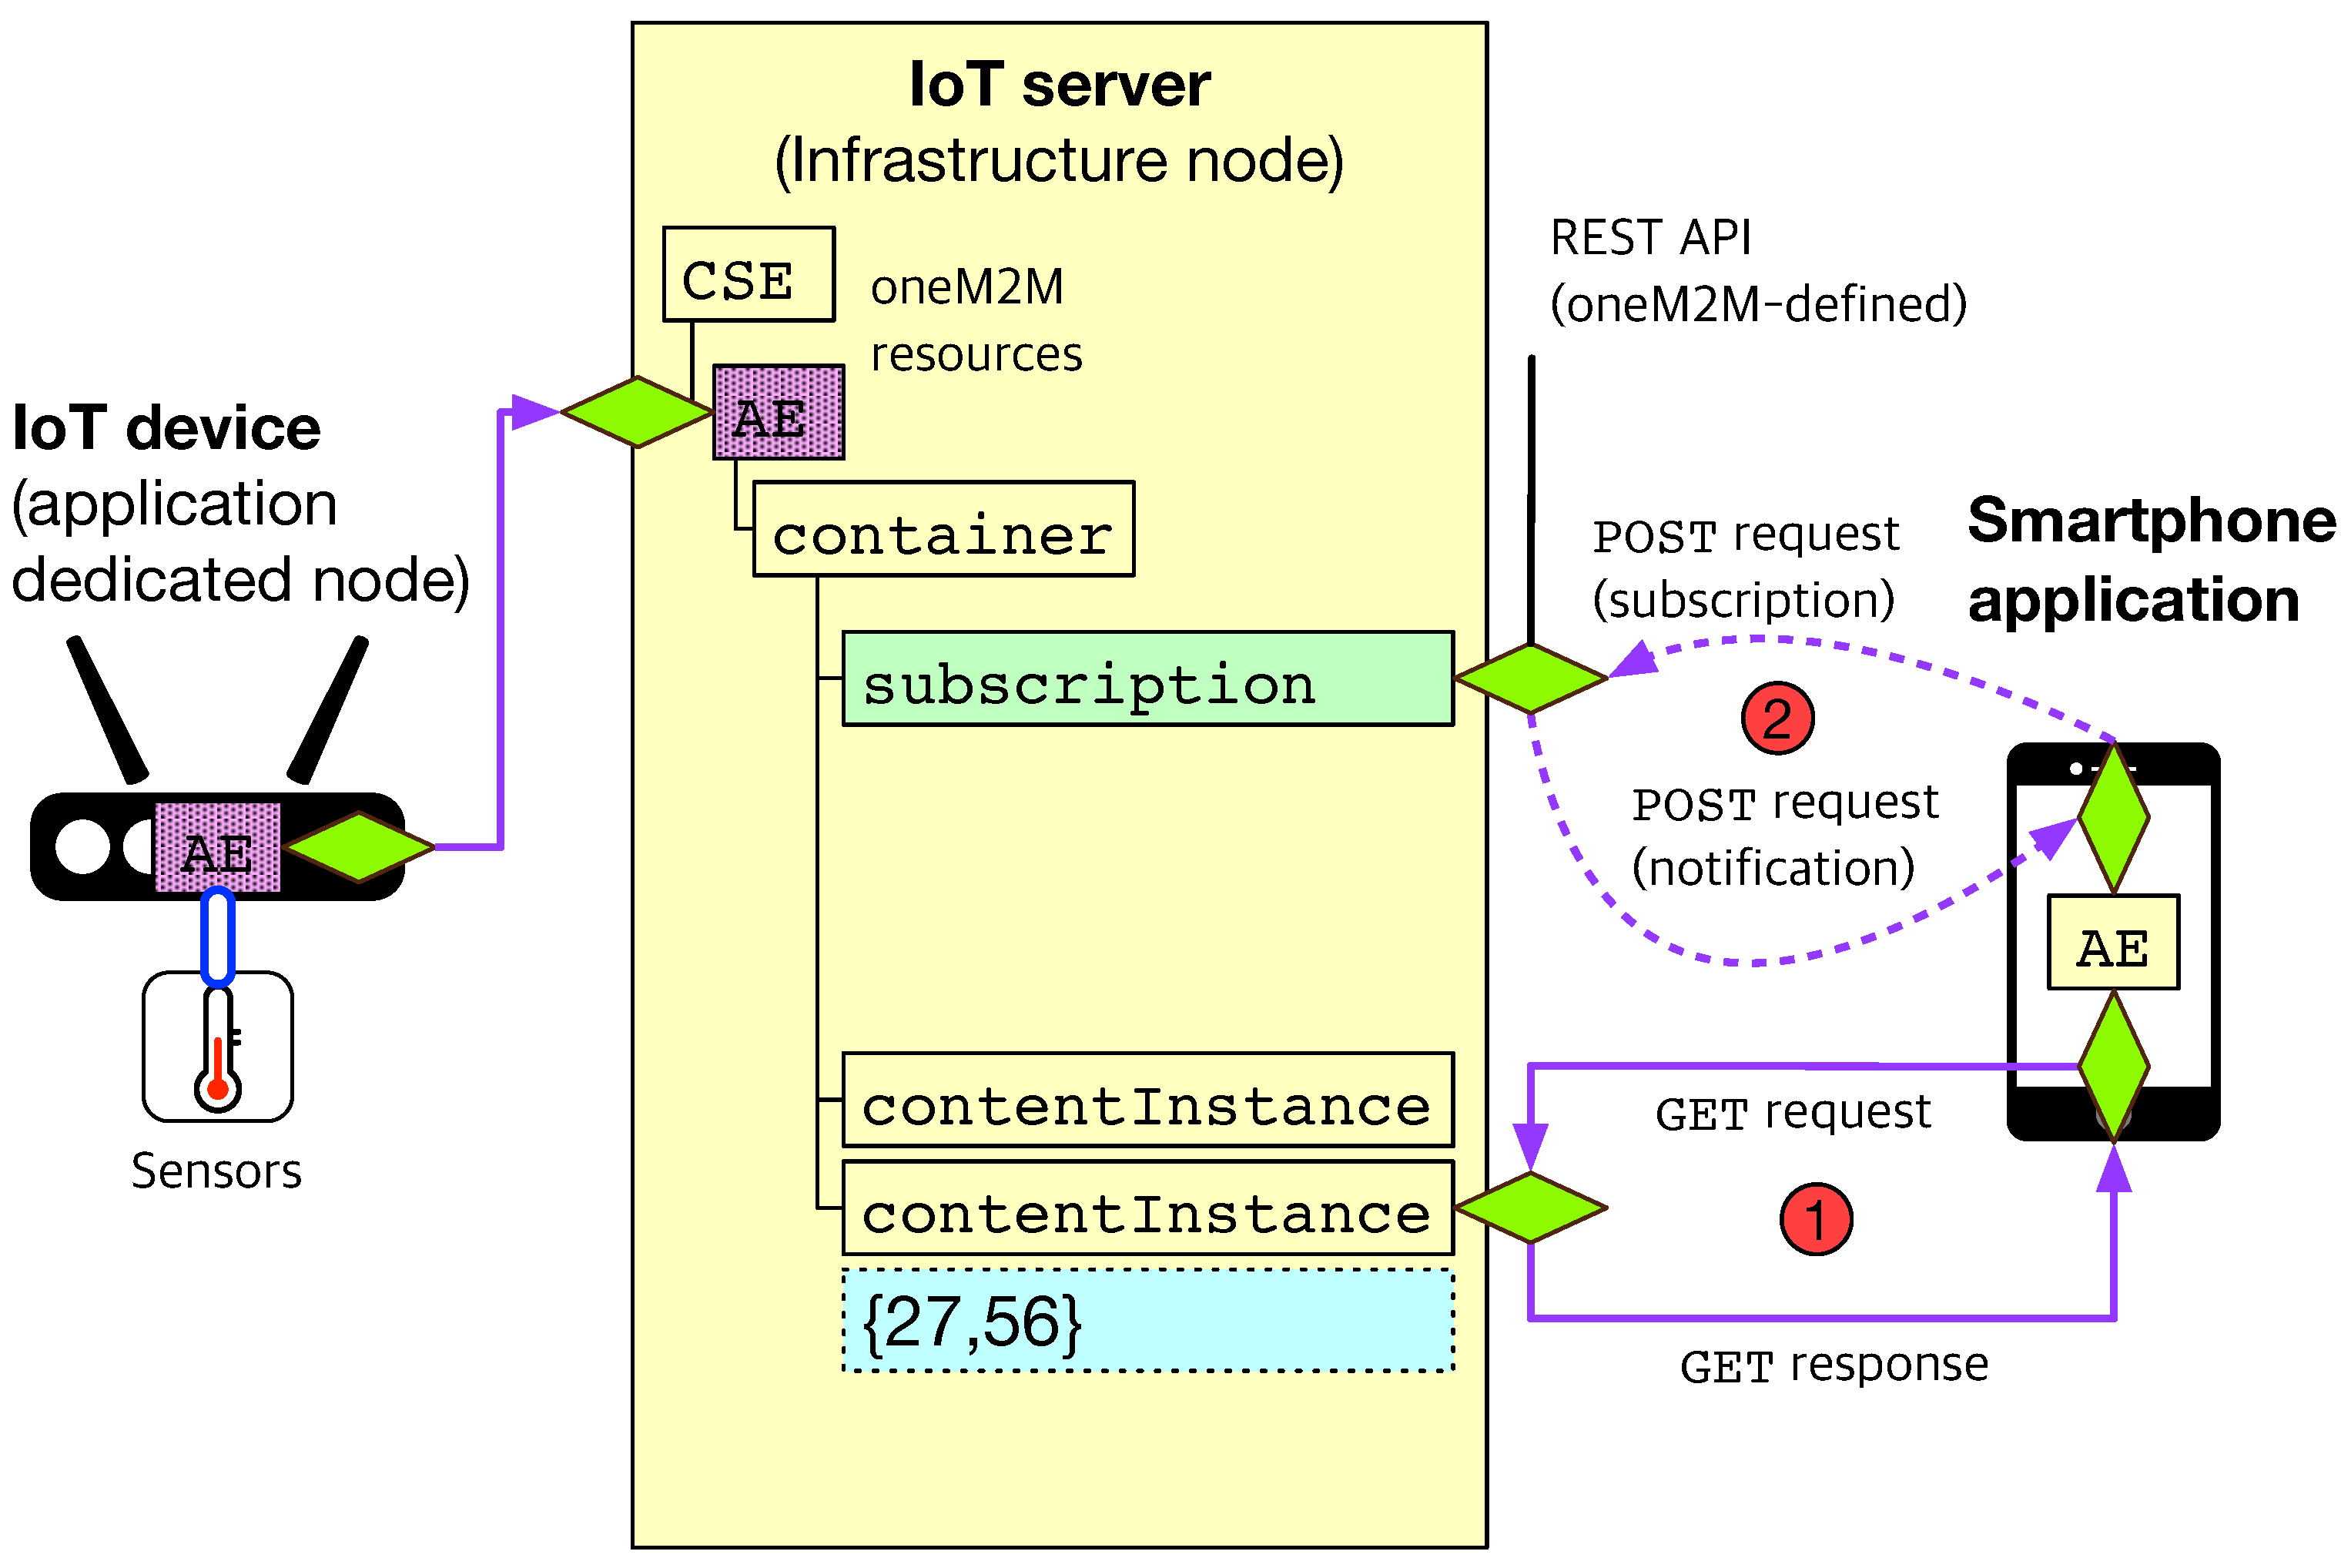 IoT server
(Infrastructure node)
CSE
oneM2M
resources
AE
container
subscription
contentInstance
contentInstance
{27,56}
IoT device
(application
dedicated node)
AE
Sensors
REST API
(oneM2M-defined)
POST request
(subscription)
2
POST request
(notification)
Smartphone
application
AE
GET request
1
GET response